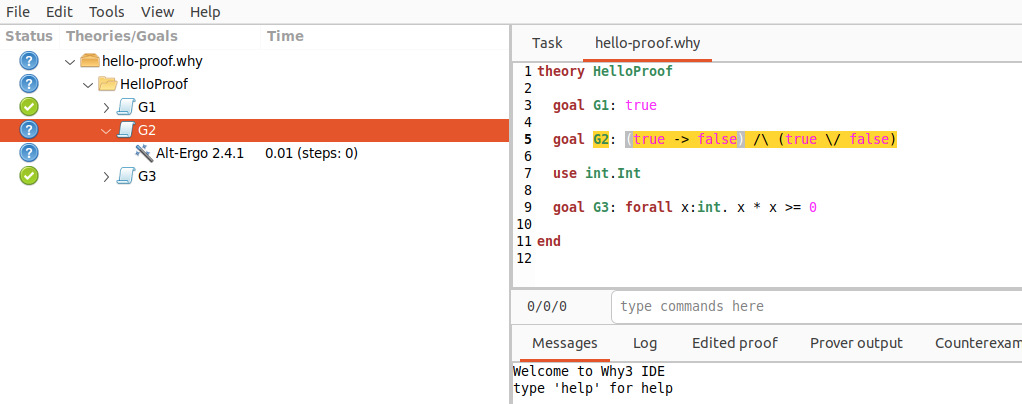 File Edit Tools View Help
Status Theories/Goals Time
hello-proof.why
HelloProof
G1
G2
Alt-Ergo 2.4.1 0.01 (steps: 0)
G3
Task hello-proof.why
1 theory HelloProof
2
3 goal G1: true
4
5 goal G2: (true -> false) /\ (true \/ false)
6
7 use int.Int
8
9 goal G3: forall x:int. x * x >= 0
10
11 end
12
0/0/0 type commands here
Messages Log Edited proof Prover output Counterexam
Welcome to Why3 IDE
type 'help' for help